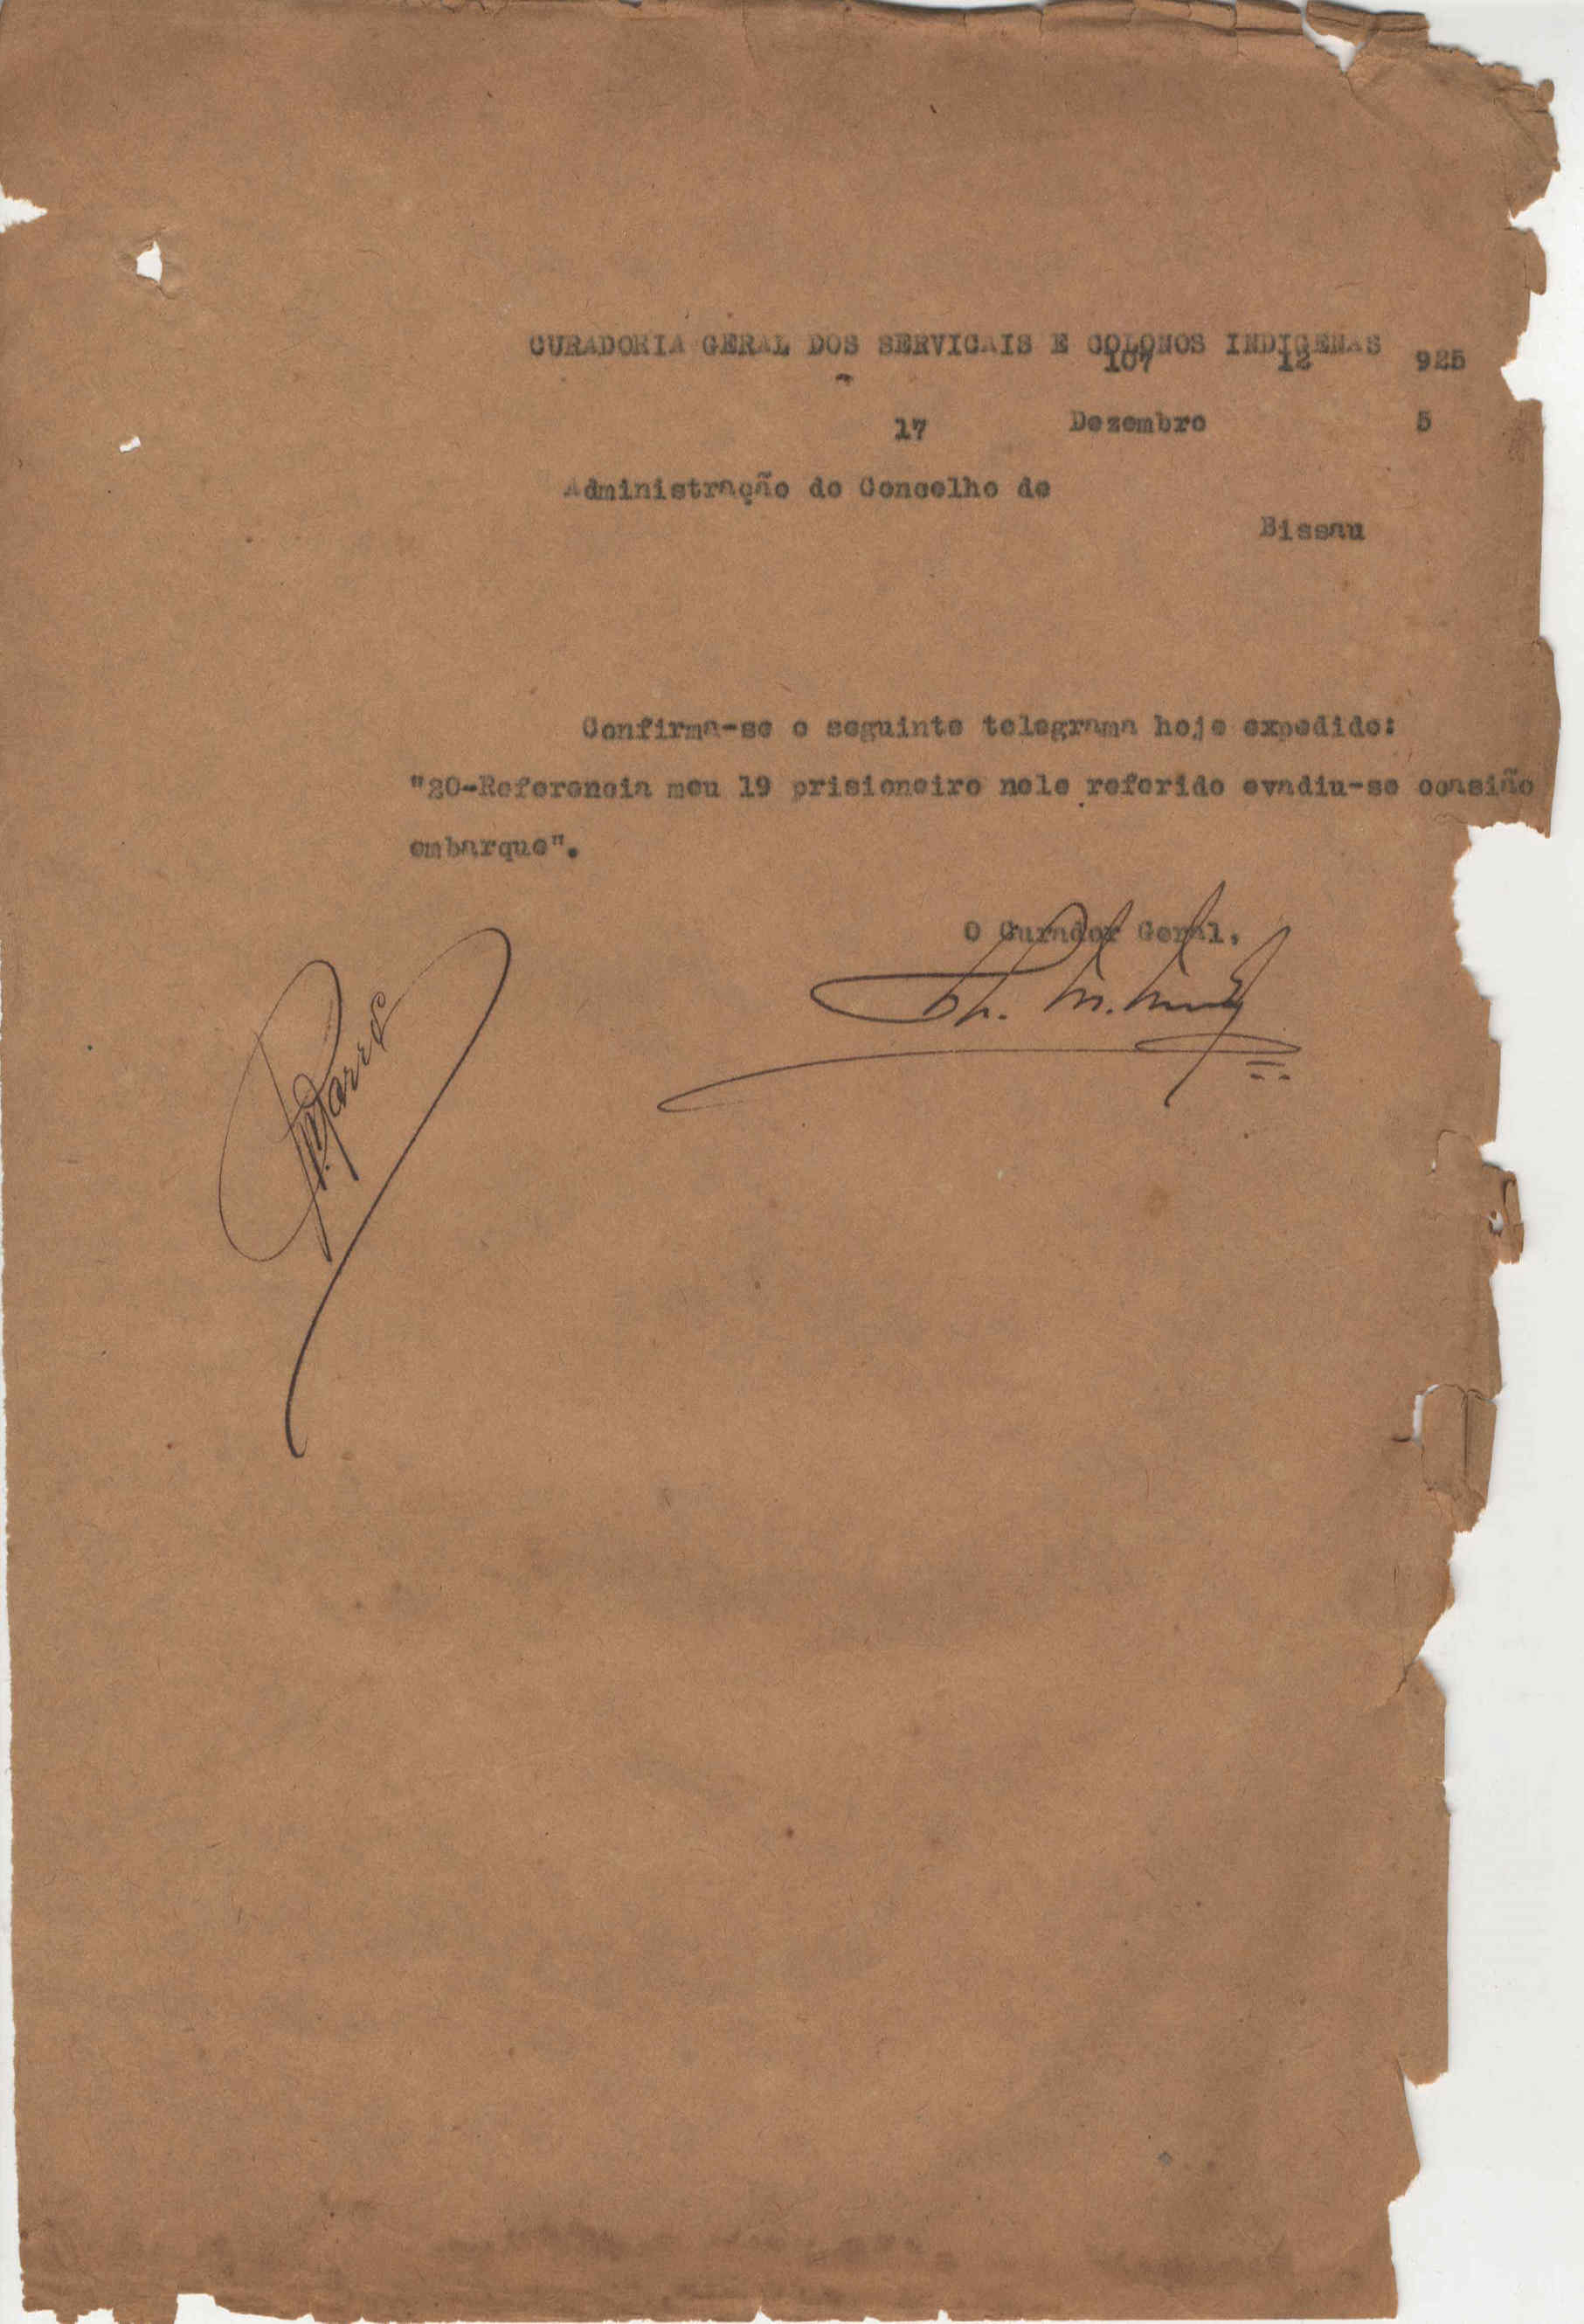 CURADORIA GERAL DOS SERVICAIS E COLONOS INDIGENAS
107 12 925
17 Dezembro 5
Administração do Concelho de
Bissau
Confirma-se o seguinte telegrama hoje expedido:
"20-Referencia meu 19 prisioneiro nele referido evadiu-se ocasião
embarque".
O Curador Geral.